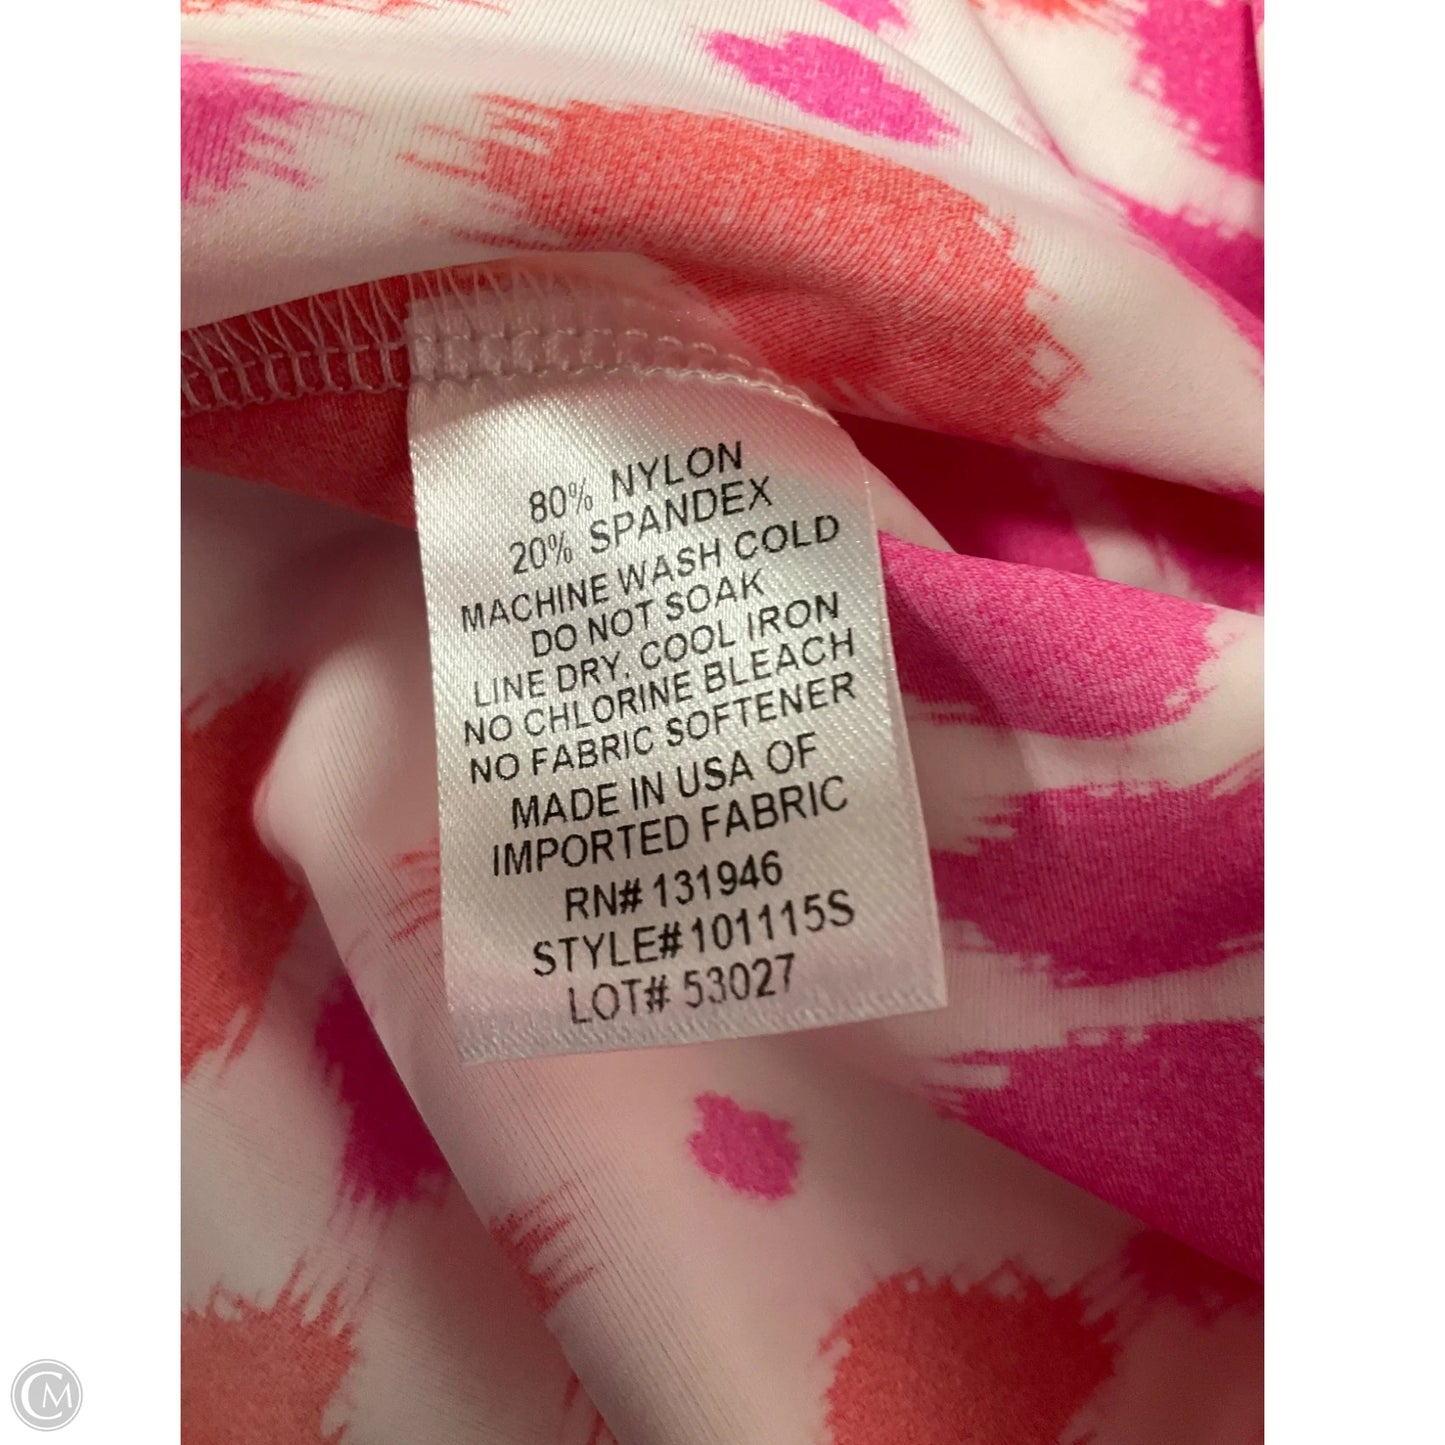 80% NYLON
20% SPANDEX
MACHINE WASH COLD
DO NOT SOAK
LINE DRY, COOL IRON
NO CHLORINE BLEACH
NO FABRIC SOFTENER
MADE IN USA OF
IMPORTED FABRIC
RN# 131946
STYLE#101115S
LOT# 53027
CM